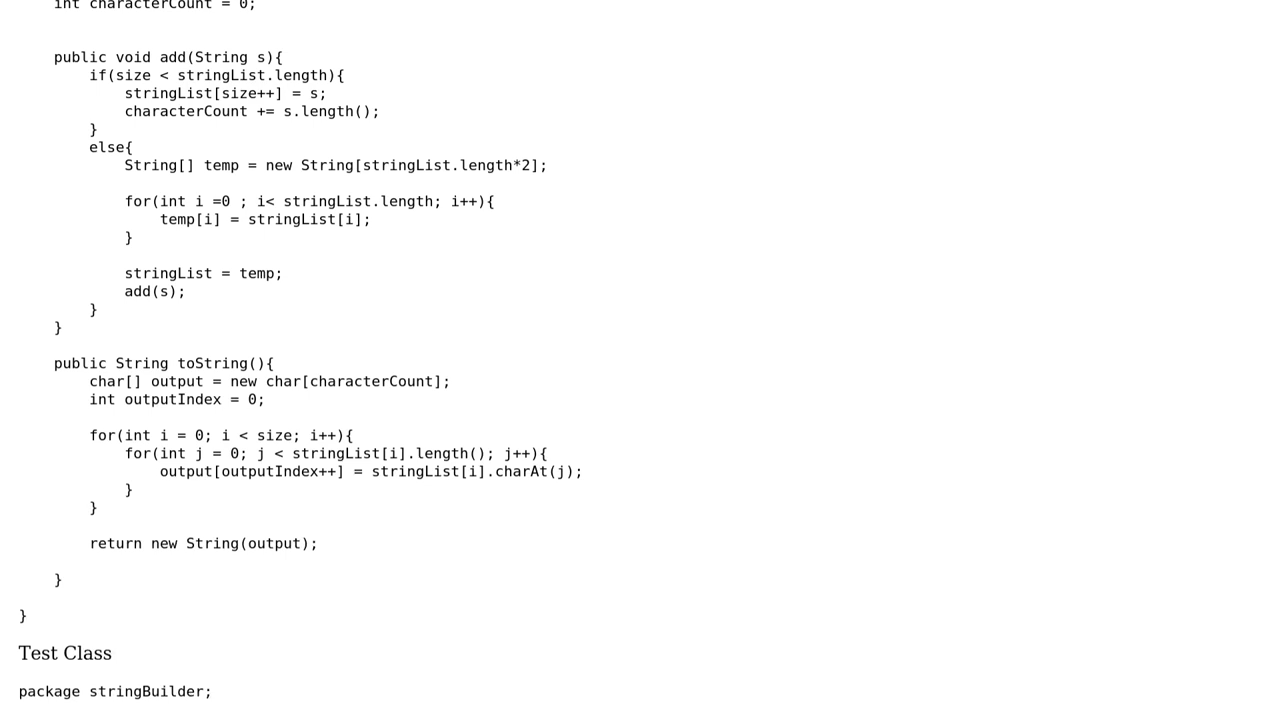 int characterCount = 0;
public void add(String s){
if(size < stringList.length){
stringList[size++] = s;
characterCount += s.length();
}
else{
String[] temp = new String[stringList.length*2];
for(int i =0 ; i< stringList.length; i++){
temp[i] = stringList[i];
}
stringList = temp;
add(s);
}
}
public String toString(){
char[] output = new char[characterCount];
int outputIndex = 0;
for(int i = 0; i < size; i++){
for(int j = 0; j < stringList[i].length(); j++){
output[outputIndex++] = stringList[i].charAt(j);
}
}
return new String(output);
}
}
Test Class
package stringBuilder;